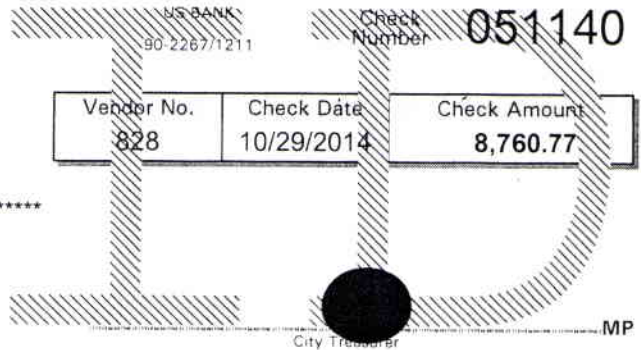 US BANK
90-2267/1211
Check
Number 051140
Vendor No. Check Date Check Amount
828 10/29/2014 8,760.77
*****
MP
City Treasurer